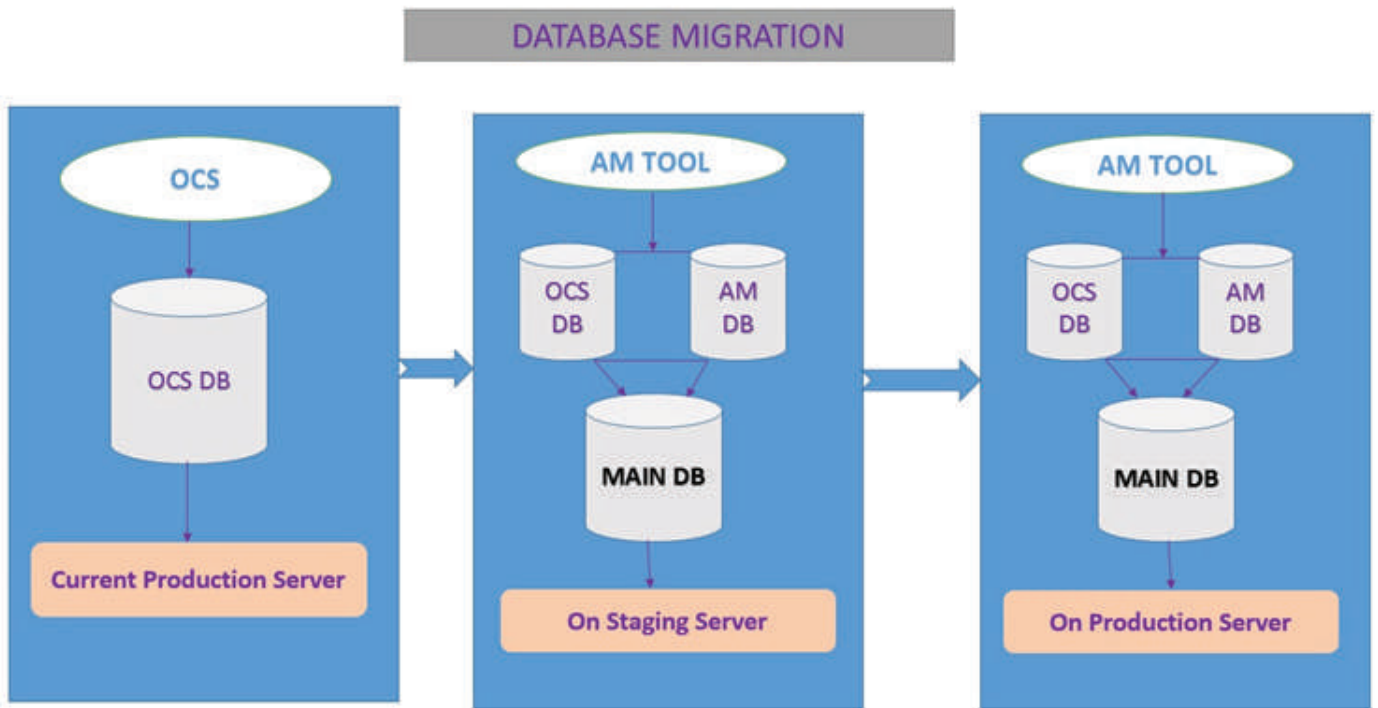 DATABASE MIGRATION
OCS
OCS DB
Current Production Server
AM TOOL
OCS
DB
AM
DB
MAIN DB
On Staging Server
AM TOOL
OCS
DB
AM
DB
MAIN DB
On Production Server